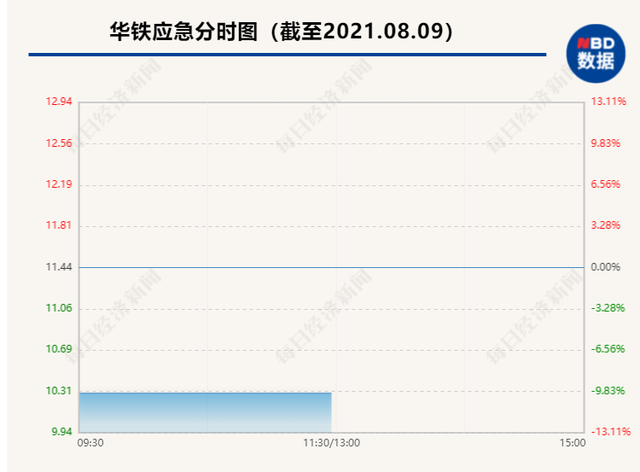 华铁应急分时图（截至2021.08.09）
NBD
数据
12.94 13.11%
12.56 9.83%
12.19 6.56%
11.81 3.28%
11.44 0.00%
11.06 -3.28%
10.69 -6.56%
10.31 -9.83%
9.94 -13.11%
09:30 11:30/13:00 15:00
每日经济新闻
每日经济新闻
每日经济新闻
每日经济新闻
每日经济新闻
每日经济新闻